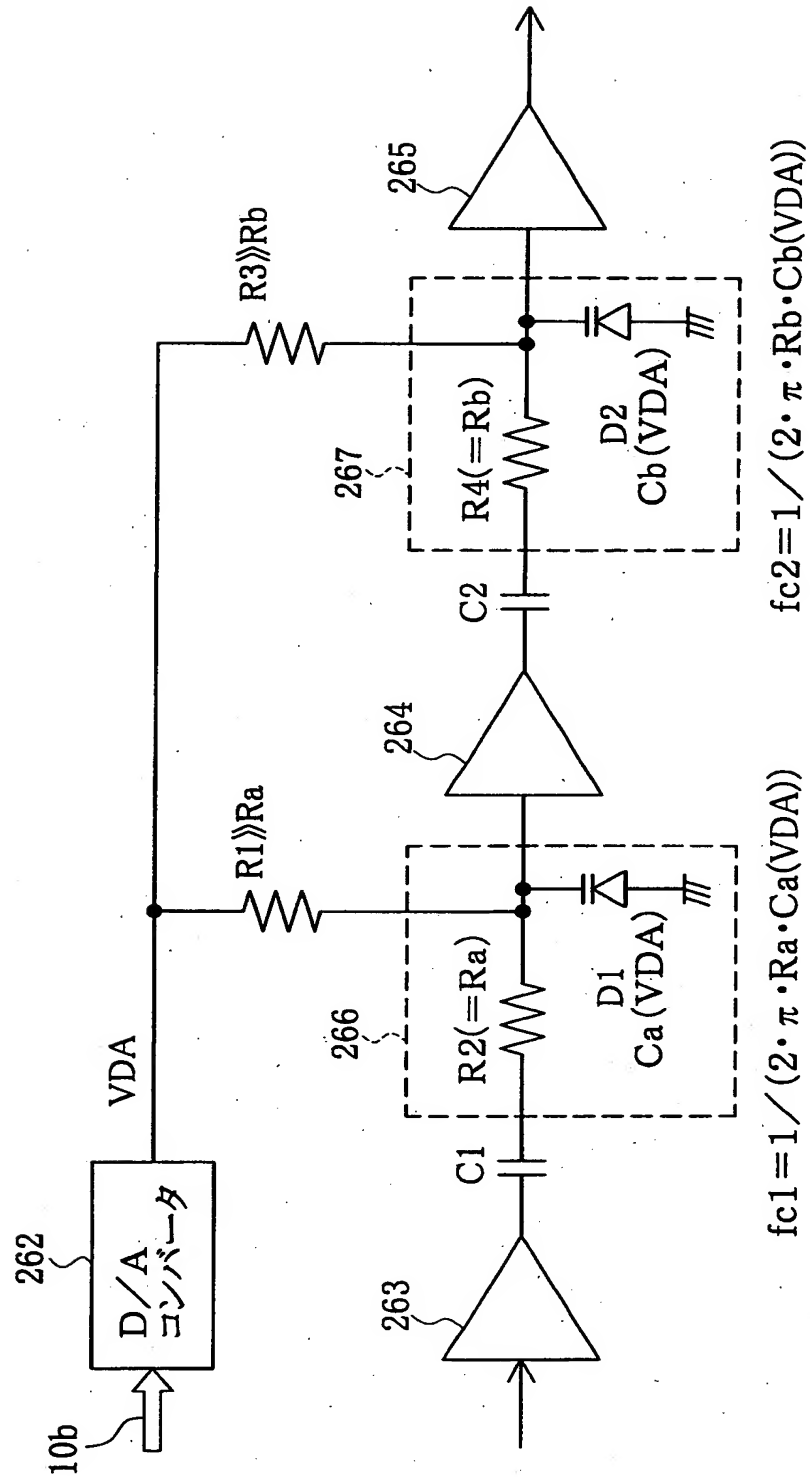 10b
262
D/A
コンバータ
VDA
R1≫Ra
R3≫Rb
263
C1
266
R2(=Ra)
D1
Ca(VDA)
264
C2
267
R4(=Rb)
D2
Cb(VDA)
265
fc1=1/(2・π・Ra・Ca(VDA))
fc2=1/(2・π・Rb・Cb(VDA))